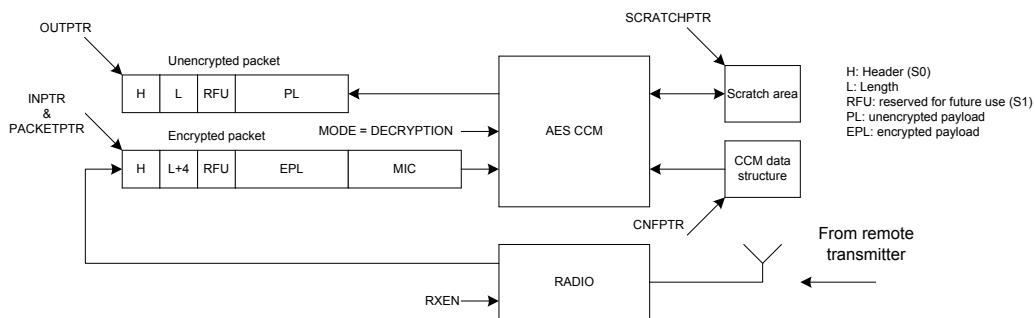 OUTPTR
Unencrypted packet
H L RFU PL
INPTR
&
PACKETPTR
Encrypted packet
H L+4 RFU EPL MIC
MODE = DECRYPTION
AES CCM
SCRATCHPTR
Scratch area
CCM data
structure
CNFPTR
H: Header (S0)
L: Length
RFU: reserved for future use (S1)
PL: unencrypted payload
EPL: encrypted payload
From remote
transmitter
RADIO
RXEN